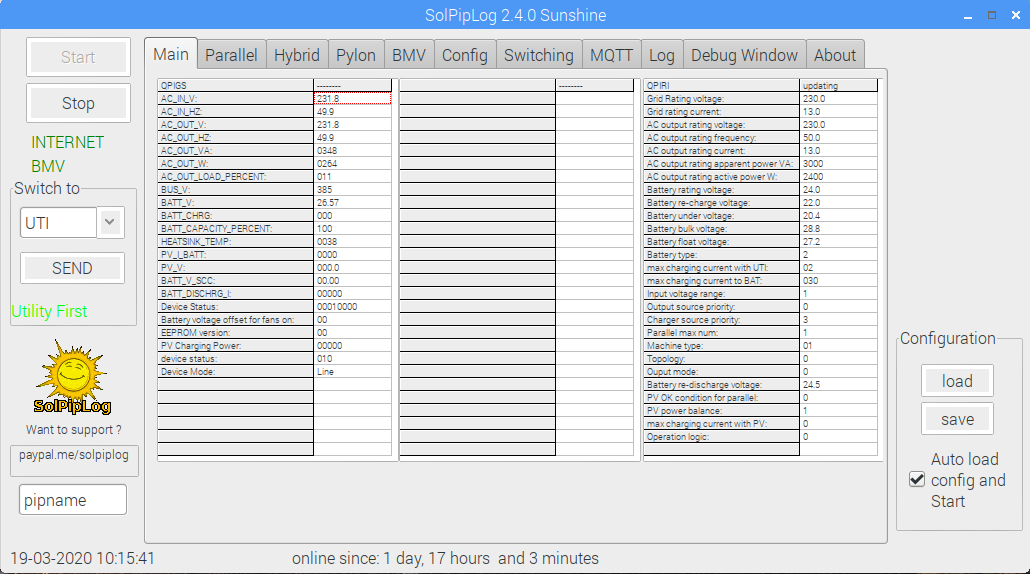 SolPipLog 2.4.0 Sunshine
Start
Stop
INTERNET
BMV
Switch to
UTI
SEND
Utility First
SolPipLog
Want to support ?
paypal.me/solpiplog
pipname
Main Parallel Hybrid Pylon BMV Config Switching MQTT Log Debug Window About
QPIGS --------
AC_IN_V: 231.8
AC_IN_HZ: 49.9
AC_OUT_V: 231.8
AC_OUT_HZ: 49.9
AC_OUT_VA: 0348
AC_OUT_W: 0264
AC_OUT_LOAD_PERCENT: 011
BUS_V: 385
BATT_V: 26.57
BATT_CHRG: 000
BATT_CAPACITY_PERCENT: 100
HEATSINK_TEMP: 0038
PV_I_BATT: 0000
PV_V: 000.0
BATT_V_SCC: 00.00
BATT_DISCHRG_I: 00000
Device Status: 00010000
Battery voltage offset for fans on: 00
EEPROM version: 00
PV Charging Power: 00000
device status: 010
Device Mode: Line
--------
QPIRI updating
Grid Rating voltage: 230.0
Grid rating current: 13.0
AC output rating voltage: 230.0
AC output rating frequency: 50.0
AC output rating current: 13.0
AC output rating apparent power VA: 3000
AC output rating active power W: 2400
Battery rating voltage: 24.0
Battery re-charge voltage: 22.0
Battery under voltage: 20.4
Battery bulk voltage: 28.8
Battery float voltage: 27.2
Battery type: 2
max charging current with UTI: 02
max charging current to BAT: 030
Input voltage range: 1
Output source priority: 0
Charger source priority: 3
Parallel max num: 1
Machine type: 01
Topology: 0
Ouput mode: 0
Battery re-discharge voltage: 24.5
PV OK condition for parallel: 0
PV power balance: 1
max charging current with PV: 0
Operation logic: 0
Configuration
load
save
Auto load
config and
Start
19-03-2020 10:15:41
online since: 1 day, 17 hours and 3 minutes